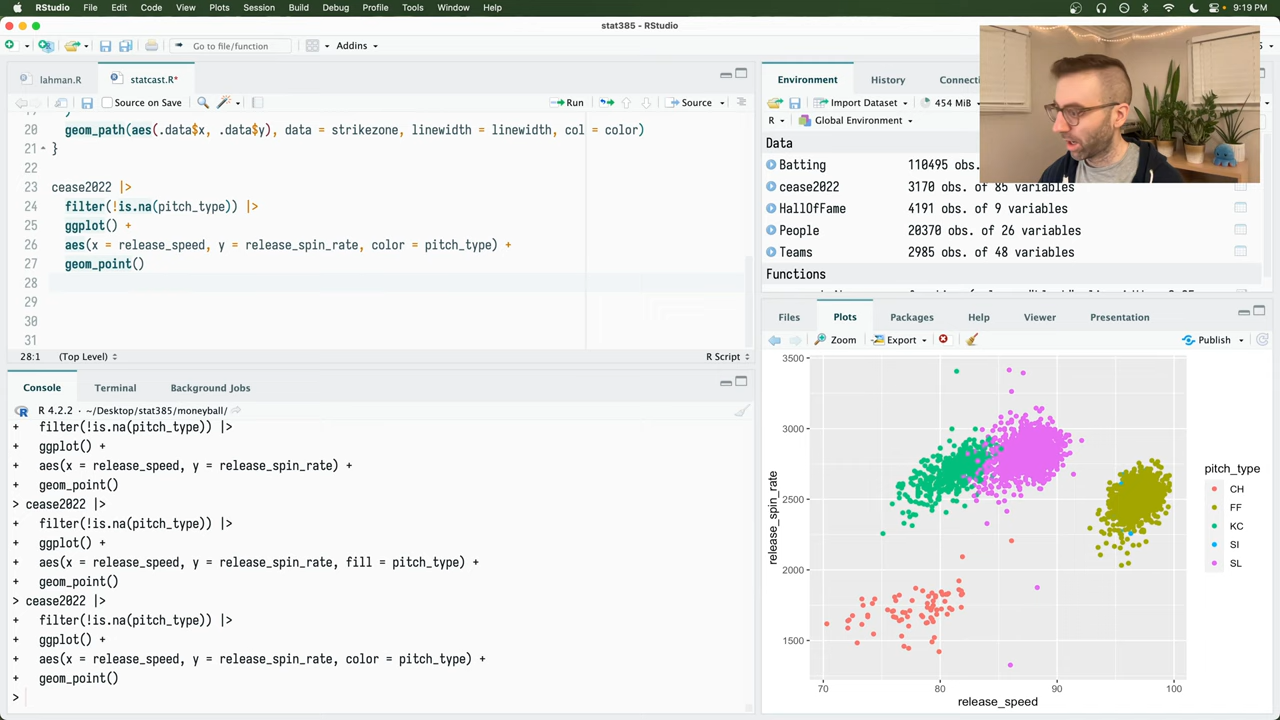 RStudio File Edit Code View Plots Session Build Debug Profile Tools Window Help 9:19 PM
stat385 - RStudio
Go to file/function Addins
lahman.R statcast.R*
Source on Save Run Source
20 geom_path(aes(.data$x, .data$y), data = strikezone, linewidth = linewidth, col = color)
21 }
22
23 cease2022 |>
24 filter(!is.na(pitch_type)) |>
25 ggplot() +
26 aes(x = release_speed, y = release_spin_rate, color = pitch_type) +
27 geom_point()
28
29
30
31
28:1 (Top Level) R Script
Console Terminal Background Jobs
R 4.2.2 · ~/Desktop/stat385/moneyball/
+ filter(!is.na(pitch_type)) |>
+ ggplot() +
+ aes(x = release_speed, y = release_spin_rate) +
+ geom_point()
> cease2022 |>
+ filter(!is.na(pitch_type)) |>
+ ggplot() +
+ aes(x = release_speed, y = release_spin_rate, fill = pitch_type) +
+ geom_point()
> cease2022 |>
+ filter(!is.na(pitch_type)) |>
+ ggplot() +
+ aes(x = release_speed, y = release_spin_rate, color = pitch_type) +
+ geom_point()
>
Environment History
Import Dataset 454 MiB
R Global Environment
Data
Batting 110495 obs.
cease2022 3170 obs. of 85 variables
HallOfFame 4191 obs. of 9 variables
People 20370 obs. of 26 variables
Teams 2985 obs. of 48 variables
Functions
Files Plots Packages Help Viewer Presentation
Zoom Export Publish
3500
3000
2500
2000
1500
release_spin_rate
70 80 90 100
release_speed
pitch_type
CH
FF
KC
SI
SL